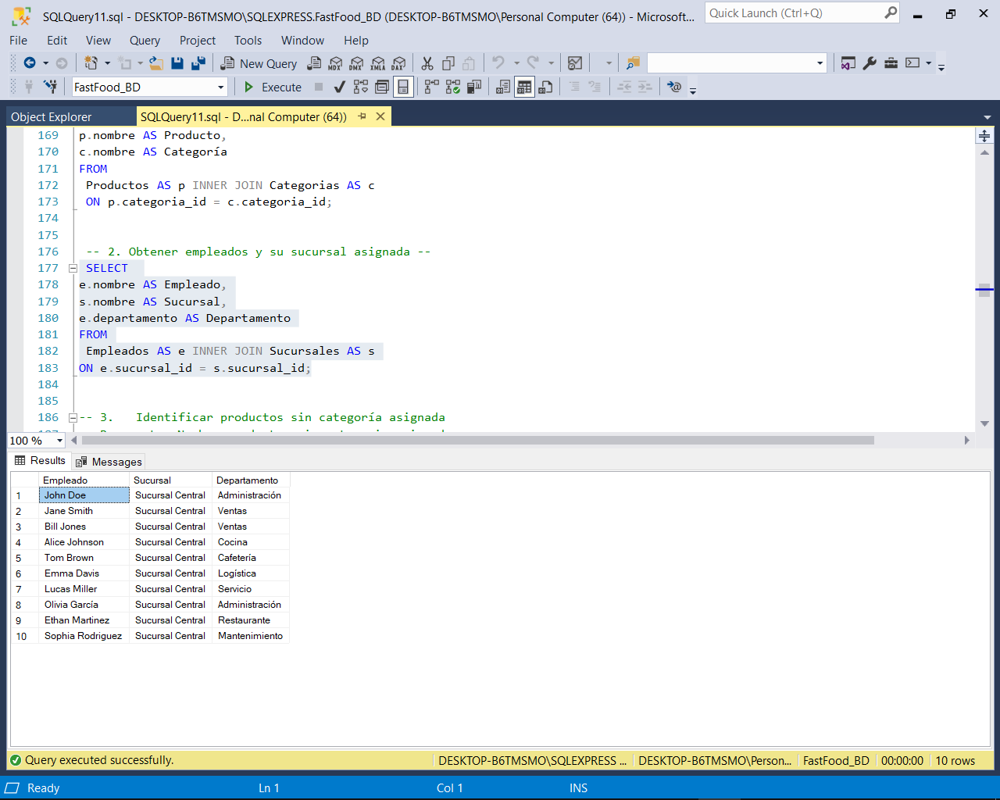 SQLQuery11.sql - DESKTOP-B6TMSMO\SQLEXPRESS.FastFood_BD (DESKTOP-B6TMSMO\Personal Computer (64)) - Microsoft...
Quick Launch (Ctrl+Q)
File Edit View Query Project Tools Window Help
New Query MDX DMX XMLA DAX
FastFood_BD Execute
Object Explorer SQLQuery11.sql - D...nal Computer (64))
169 p.nombre AS Producto,
170 c.nombre AS Categoría
171 FROM
172 Productos AS p INNER JOIN Categorias AS c
173 ON p.categoria_id = c.categoria_id;
174
175
176 -- 2. Obtener empleados y su sucursal asignada --
177 SELECT
178 e.nombre AS Empleado,
179 s.nombre AS Sucursal,
180 e.departamento AS Departamento
181 FROM
182 Empleados AS e INNER JOIN Sucursales AS s
183 ON e.sucursal_id = s.sucursal_id;
184
185
186 -- 3. Identificar productos sin categoría asignada
100 %
Results Messages
Empleado Sucursal Departamento
1 John Doe Sucursal Central Administración
2 Jane Smith Sucursal Central Ventas
3 Bill Jones Sucursal Central Ventas
4 Alice Johnson Sucursal Central Cocina
5 Tom Brown Sucursal Central Cafetería
6 Emma Davis Sucursal Central Logística
7 Lucas Miller Sucursal Central Servicio
8 Olivia García Sucursal Central Administración
9 Ethan Martinez Sucursal Central Restaurante
10 Sophia Rodriguez Sucursal Central Mantenimiento
Query executed successfully. DESKTOP-B6TMSMO\SQLEXPRESS ... DESKTOP-B6TMSMO\Person... FastFood_BD 00:00:00 10 rows
Ready Ln 1 Col 1 INS